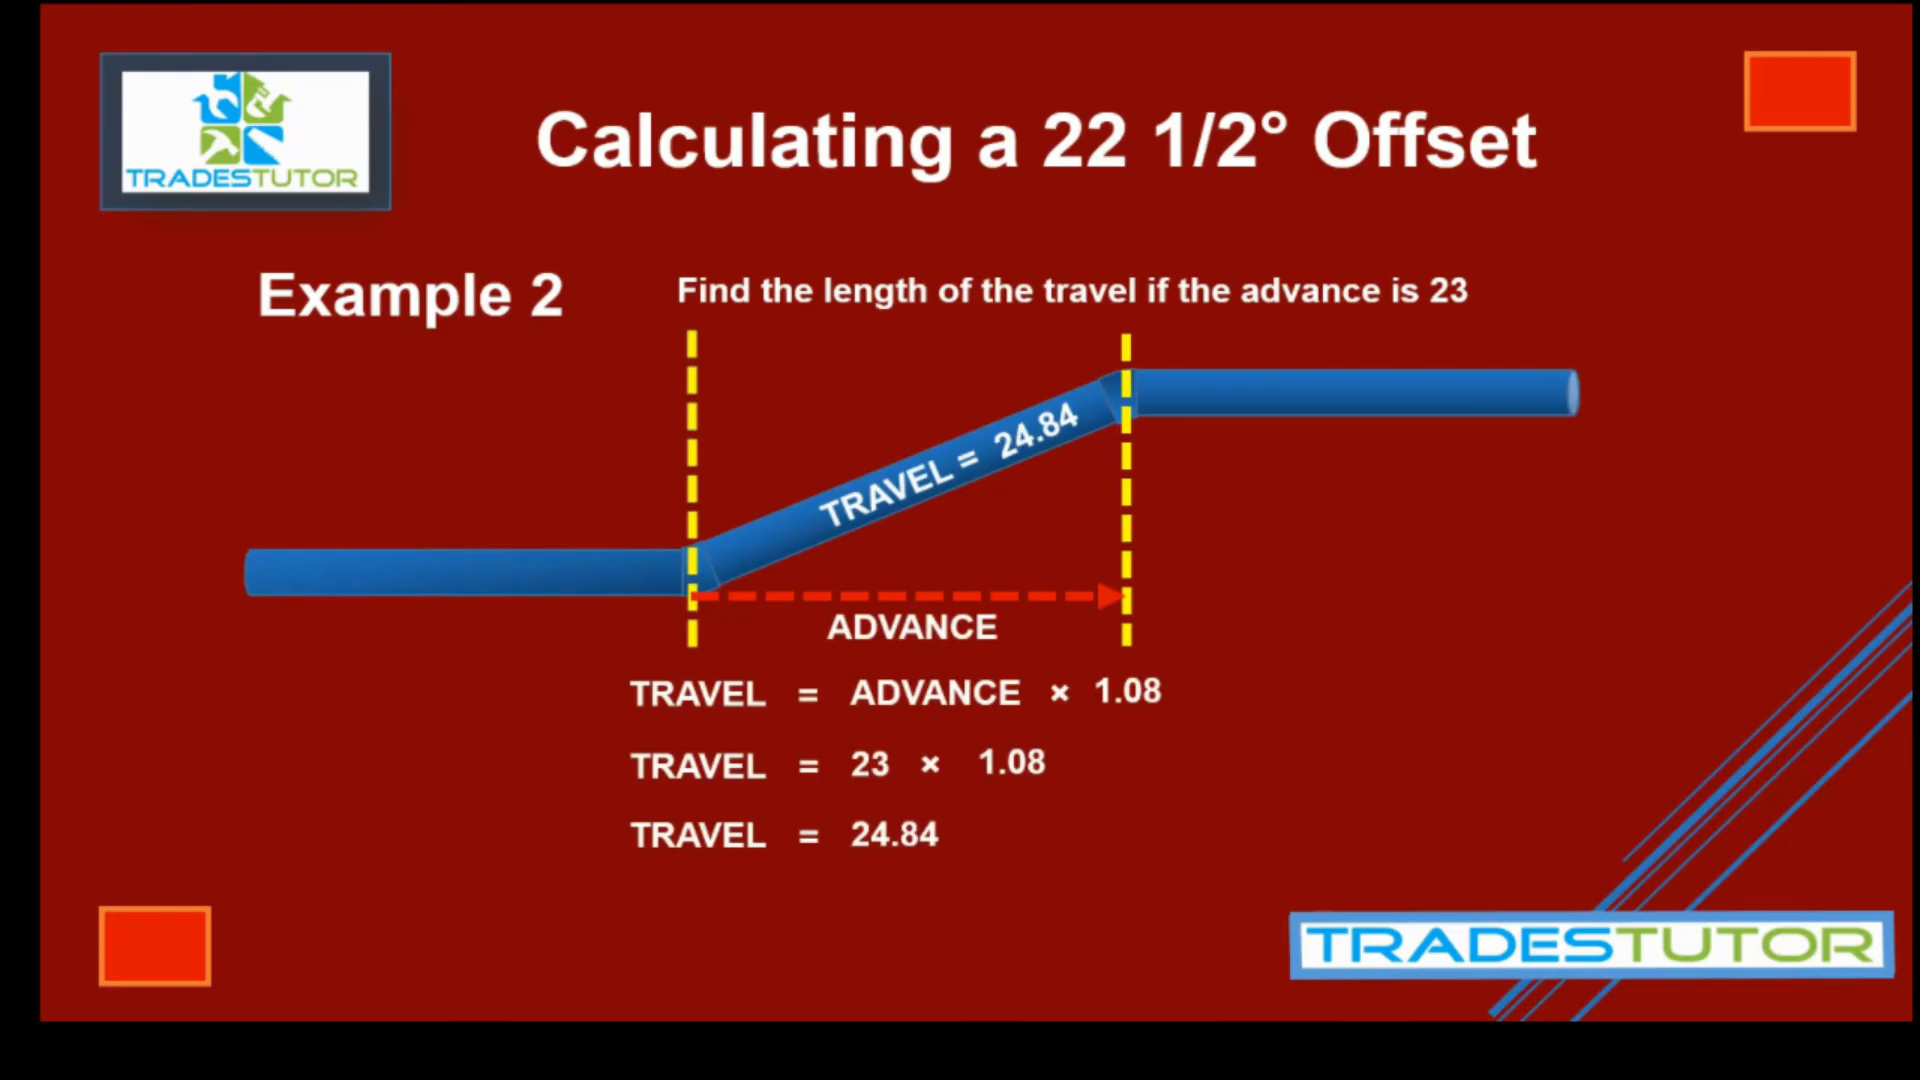 TRADESTUTOR
Calculating a 22 1/2° Offset
Example 2
Find the length of the travel if the advance is 23
TRAVEL = 24.84
ADVANCE
TRAVEL = ADVANCE × 1.08
TRAVEL = 23 × 1.08
TRAVEL = 24.84
TRADESTUTOR